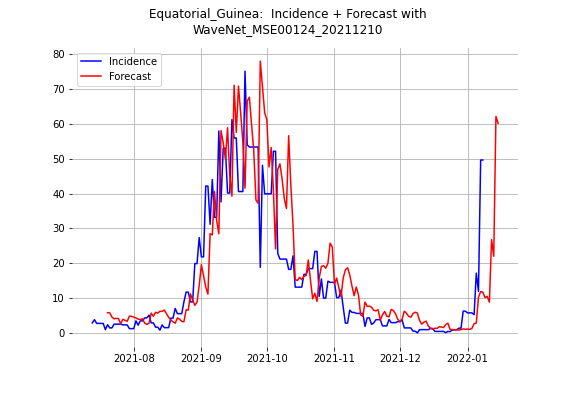 Equatorial_Guinea:  Incidence + Forecast with
WaveNet_MSE00124_20211210
Incidence
Forecast
80
70
60
50
40
30
20
10
0
2021-08 2021-09 2021-10 2021-11 2021-12 2022-01